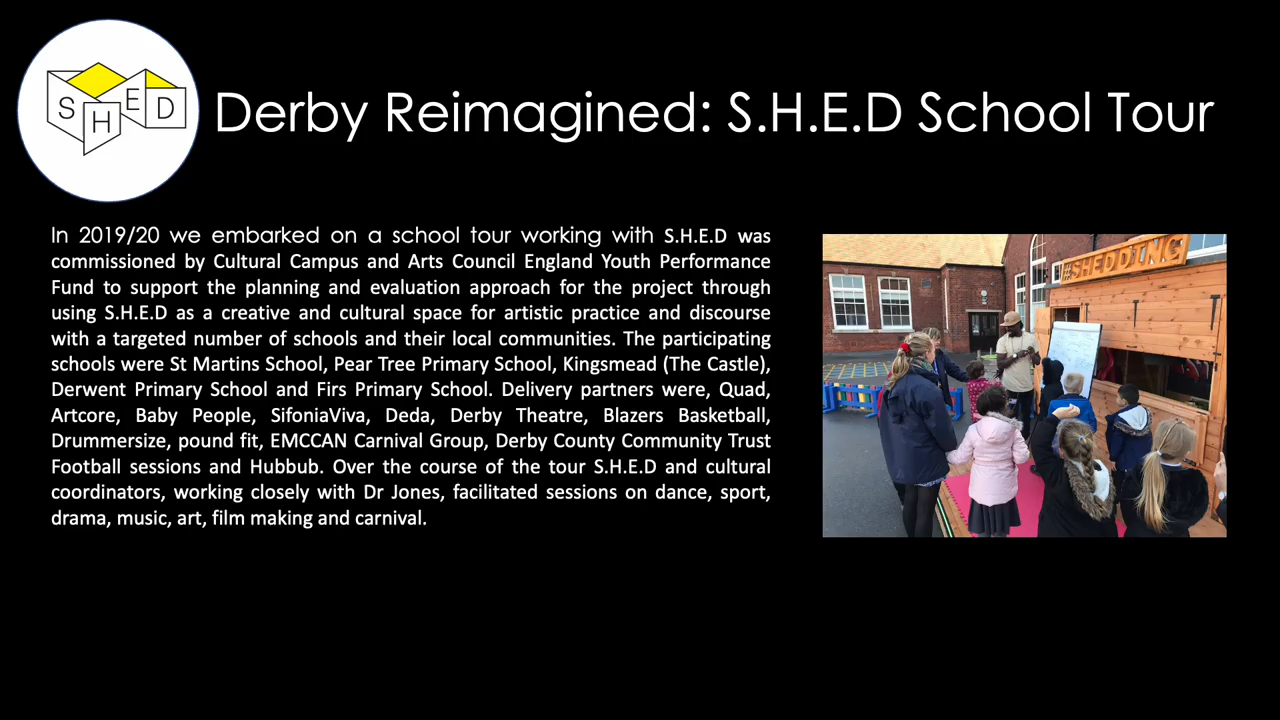 S H E D
Derby Reimagined: S.H.E.D School Tour
In 2019/20 we embarked on a school tour working with S.H.E.D was
commissioned by Cultural Campus and Arts Council England Youth Performance
Fund to support the planning and evaluation approach for the project through
using S.H.E.D as a creative and cultural space for artistic practice and discourse
with a targeted number of schools and their local communities. The participating
schools were St Martins School, Pear Tree Primary School, Kingsmead (The Castle),
Derwent Primary School and Firs Primary School. Delivery partners were, Quad,
Artcore, Baby People, SifoniaViva, Deda, Derby Theatre, Blazers Basketball,
Drummersize, pound fit, EMCCAN Carnival Group, Derby County Community Trust
Football sessions and Hubbub. Over the course of the tour S.H.E.D and cultural
coordinators, working closely with Dr Jones, facilitated sessions on dance, sport,
drama, music, art, film making and carnival.
#SHEDDING